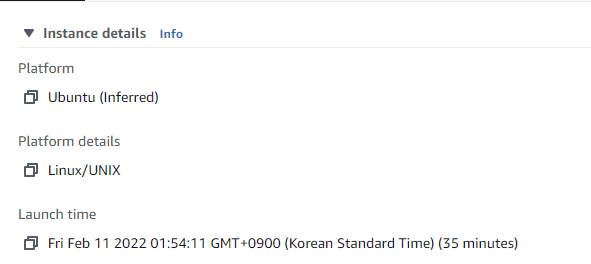 Instance details Info
Platform
Ubuntu (Inferred)
Platform details
Linux/UNIX
Launch time
Fri Feb 11 2022 01:54:11 GMT+0900 (Korean Standard Time) (35 minutes)